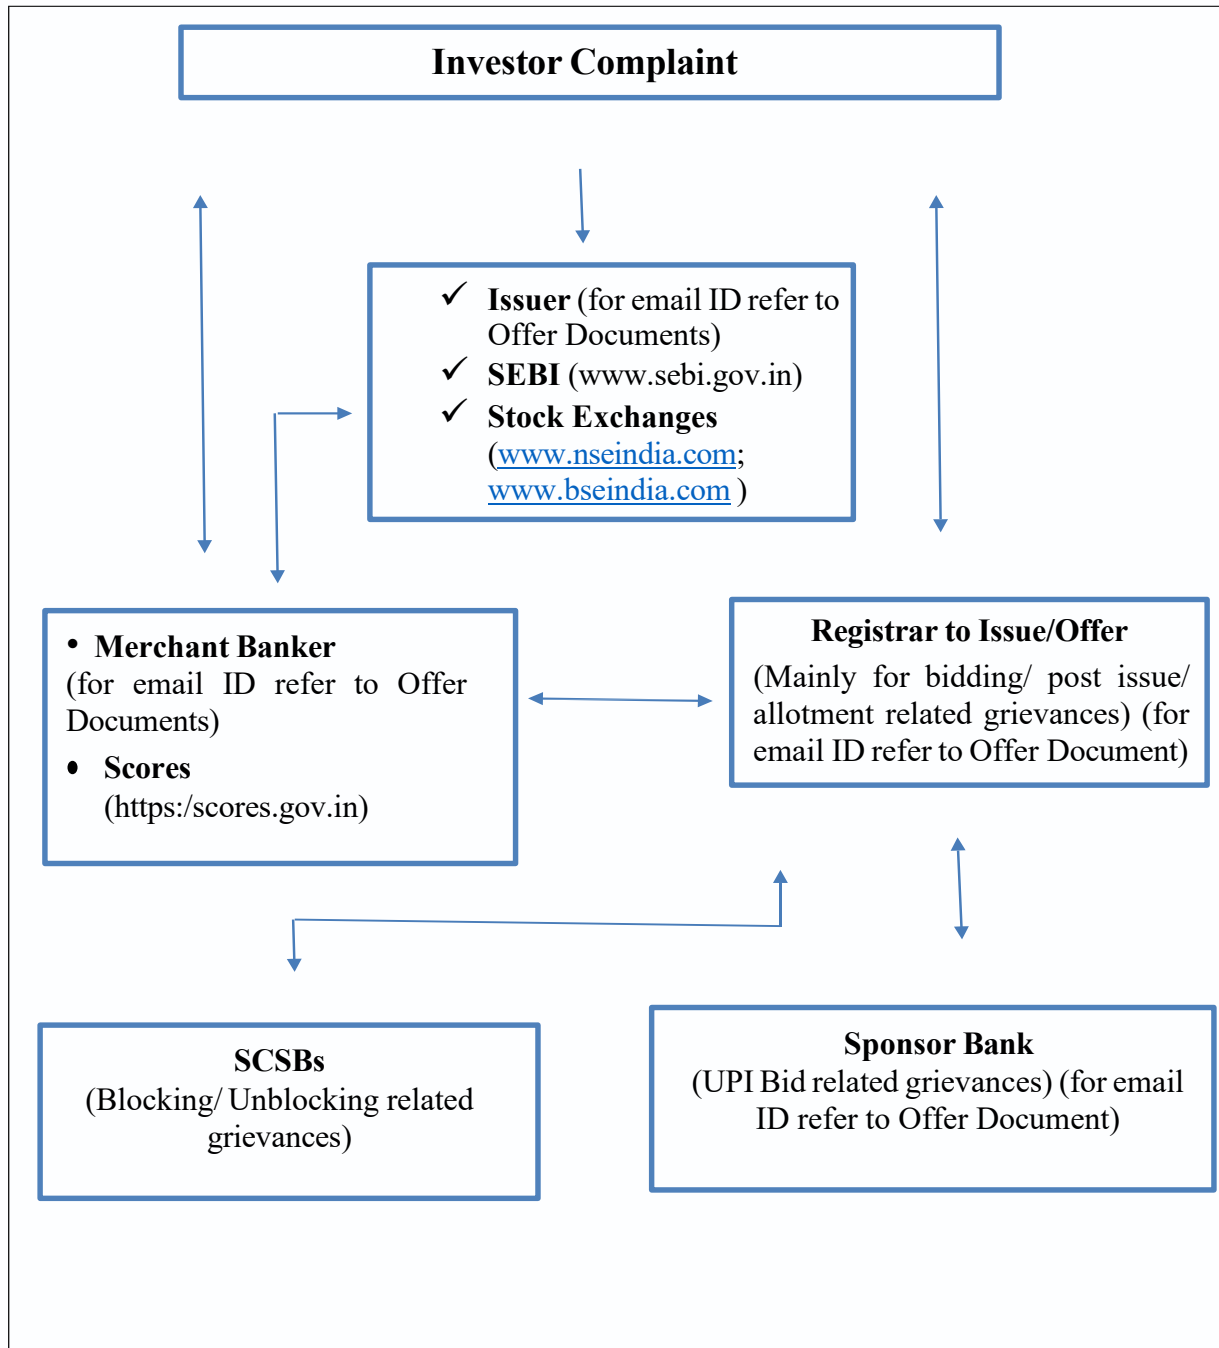 Investor Complaint
✓ Issuer (for email ID refer to
Offer Documents)
✓ SEBI (www.sebi.gov.in)
✓ Stock Exchanges
(www.nseindia.com;
www.bseindia.com )
• Merchant Banker
(for email ID refer to Offer
Documents)
• Scores
(https:/scores.gov.in)
Registrar to Issue/Offer
(Mainly for bidding/ post issue/
allotment related grievances) (for
email ID refer to Offer Document)
SCSBs
(Blocking/ Unblocking related
grievances)
Sponsor Bank
(UPI Bid related grievances) (for email
ID refer to Offer Document)